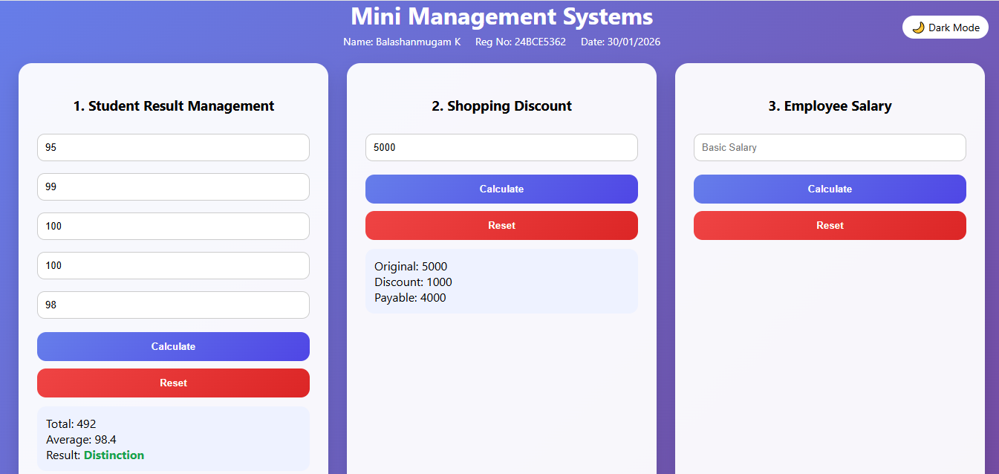 Mini Management Systems
Name: Balashanmugam K Reg No: 24BCE5362 Date: 30/01/2026
Dark Mode
1. Student Result Management
95
99
100
100
98
Calculate
Reset
Total: 492
Average: 98.4
Result: Distinction
2. Shopping Discount
5000
Calculate
Reset
Original: 5000
Discount: 1000
Payable: 4000
3. Employee Salary
Basic Salary
Calculate
Reset